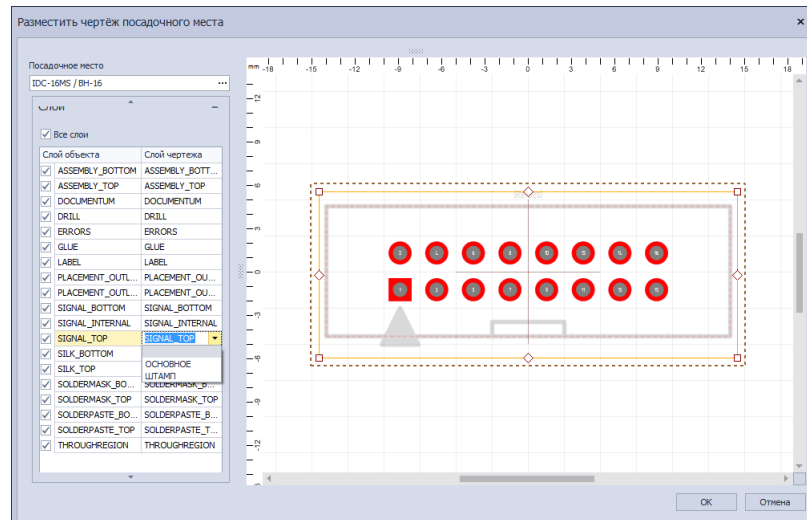 Разместить чертёж посадочного места
×
Посадочное место
IDC-16MS / BH-16 ...
mm -18 -15 -12 -9 -6 -3 0 3 6 9 12 15 18
Слои
Все слои
Слой объекта Слой чертежа
ASSEMBLY_BOTTOM ASSEMBLY_BOTT...
ASSEMBLY_TOP ASSEMBLY_TOP
DOCUMENTUM DOCUMENTUM
DRILL DRILL
ERRORS ERRORS
GLUE GLUE
LABEL LABEL
PLACEMENT_OUTL... PLACEMENT_OU...
PLACEMENT_OUTL... PLACEMENT_OU...
SIGNAL_BOTTOM SIGNAL_BOTTOM
SIGNAL_INTERNAL SIGNAL_INTERNAL
SIGNAL_TOP SIGNAL_TOP
SILK_BOTTOM
SILK_TOP ОСНОВНОЕ
ШТАМП
SOLDERMASK_BO... SOLDERMASK_B...
SOLDERMASK_TOP SOLDERMASK_TOP
SOLDERPASTE_BO... SOLDERPASTE_B...
SOLDERPASTE_TOP SOLDERPASTE_T...
THROUGHREGION THROUGHREGION
12
9
6
3
0
-3
-6
-9
-12
OK Отмена